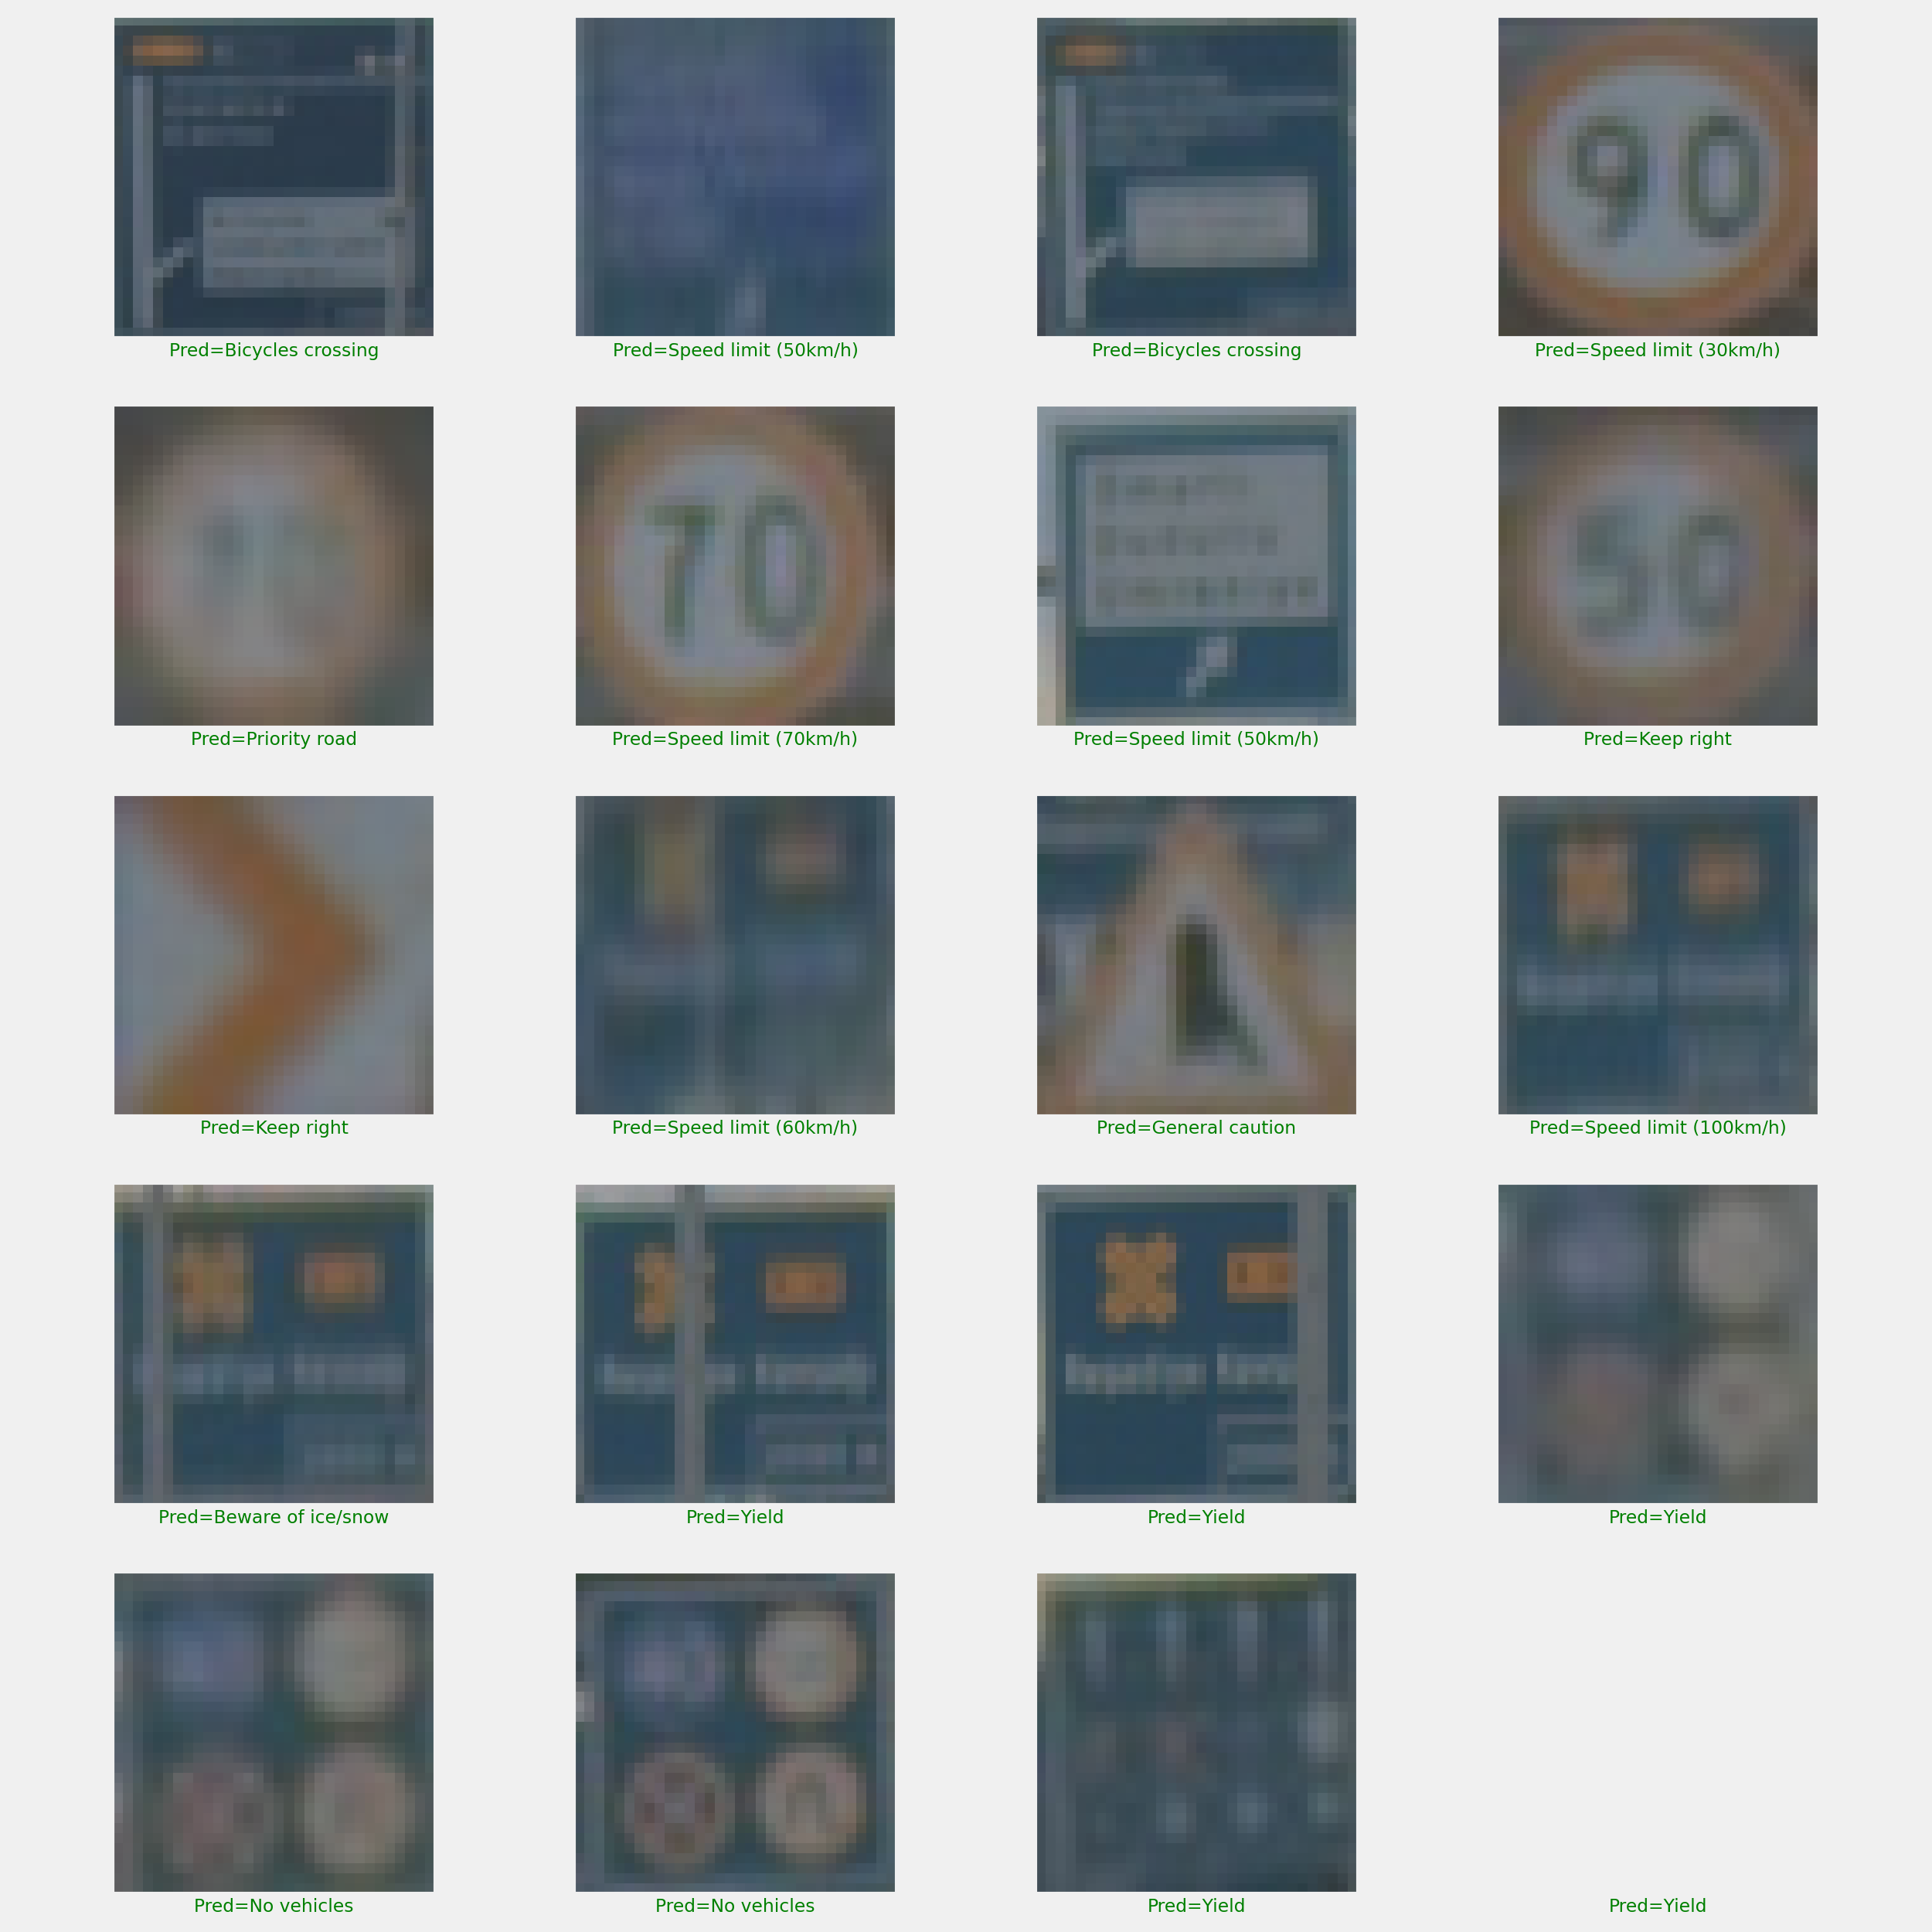 Pred=Bicycles crossing
Pred=Speed limit (50km/h)
Pred=Bicycles crossing
90
Pred=Speed limit (30km/h)
Pred=Priority road
70
Pred=Speed limit (70km/h)
Pred=Speed limit (50km/h)
50
Pred=Keep right
Pred=Keep right
Pred=Speed limit (60km/h)
Pred=General caution
Pred=Speed limit (100km/h)
Pred=Beware of ice/snow
Pred=Yield
Pred=Yield
Pred=Yield
Pred=No vehicles
Pred=No vehicles
Pred=Yield
Pred=Yield